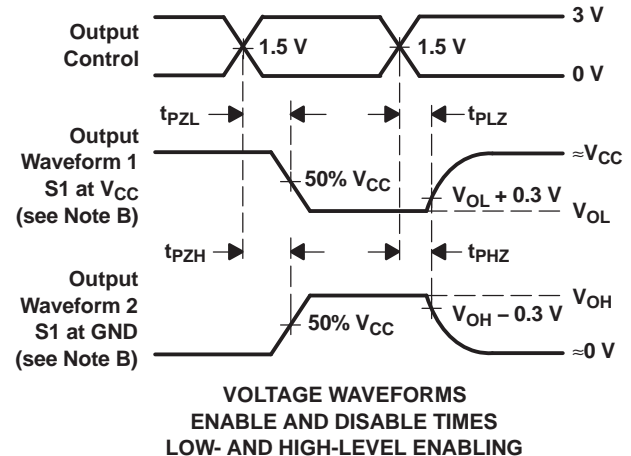 Output
Control
1.5 V
1.5 V
3 V
0 V
tPZL
tPLZ
Output
Waveform 1
S1 at VCC
(see Note B)
50% VCC
≈VCC
VOL + 0.3 V
VOL
tPZH
tPHZ
Output
Waveform 2
S1 at GND
(see Note B)
50% VCC
VOH
VOH − 0.3 V
≈0 V
VOLTAGE WAVEFORMS
ENABLE AND DISABLE TIMES
LOW- AND HIGH-LEVEL ENABLING